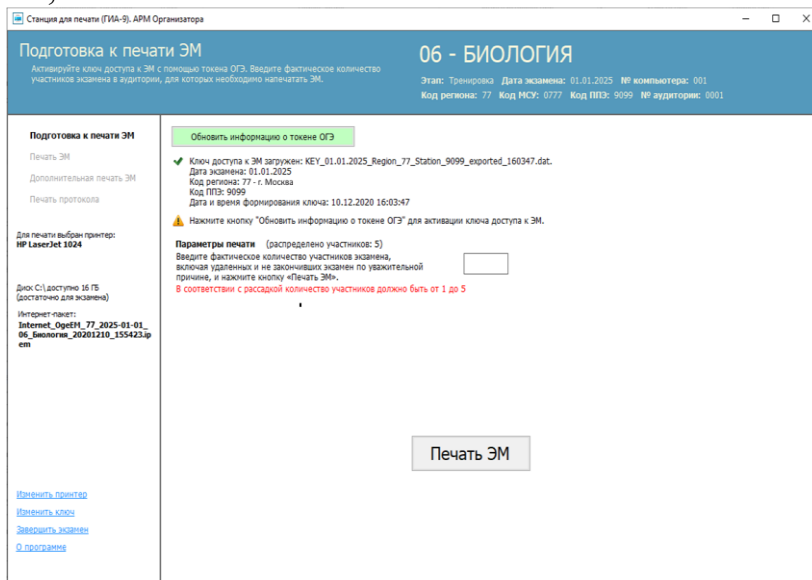 Станция для печати (ГИА-9). АРМ Организатора
Подготовка к печати ЭМ
Активируйте ключ доступа к ЭМ с помощью токена ОГЭ. Введите фактическое количество
участников экзамена в аудитории, для которых необходимо напечатать ЭМ.
06 - БИОЛОГИЯ
Этап: Тренировка Дата экзамена: 01.01.2025 № компьютера: 001
Код региона: 77 Код МСУ: 0777 Код ППЭ: 9099 № аудитории: 0001
Подготовка к печати ЭМ
Печать ЭМ
Дополнительная печать ЭМ
Печать протокола
Для печати выбран принтер:
HP LaserJet 1024
Диск C:\ доступно 16 ГБ
(достаточно для экзамена)
Интернет-пакет:
Internet_OgeEM_77_2025-01-01_
06_Биология_20201210_155423.ip
em
Изменить принтер
Изменить ключ
Завершить экзамен
О программе
Обновить информацию о токене ОГЭ
Ключ доступа к ЭМ загружен: KEY_01.01.2025_Region_77_Station_9099_exported_160347.dat.
Дата экзамена: 01.01.2025
Код региона: 77 - г. Москва
Код ППЭ: 9099
Дата и время формирования ключа: 10.12.2020 16:03:47
Нажмите кнопку "Обновить информацию о токене ОГЭ" для активации ключа доступа к ЭМ.
Параметры печати (распределено участников: 5)
Введите фактическое количество участников экзамена,
включая удаленных и не закончивших экзамен по уважительной
причине, и нажмите кнопку «Печать ЭМ».
В соответствии с рассадкой количество участников должно быть от 1 до 5
Печать ЭМ